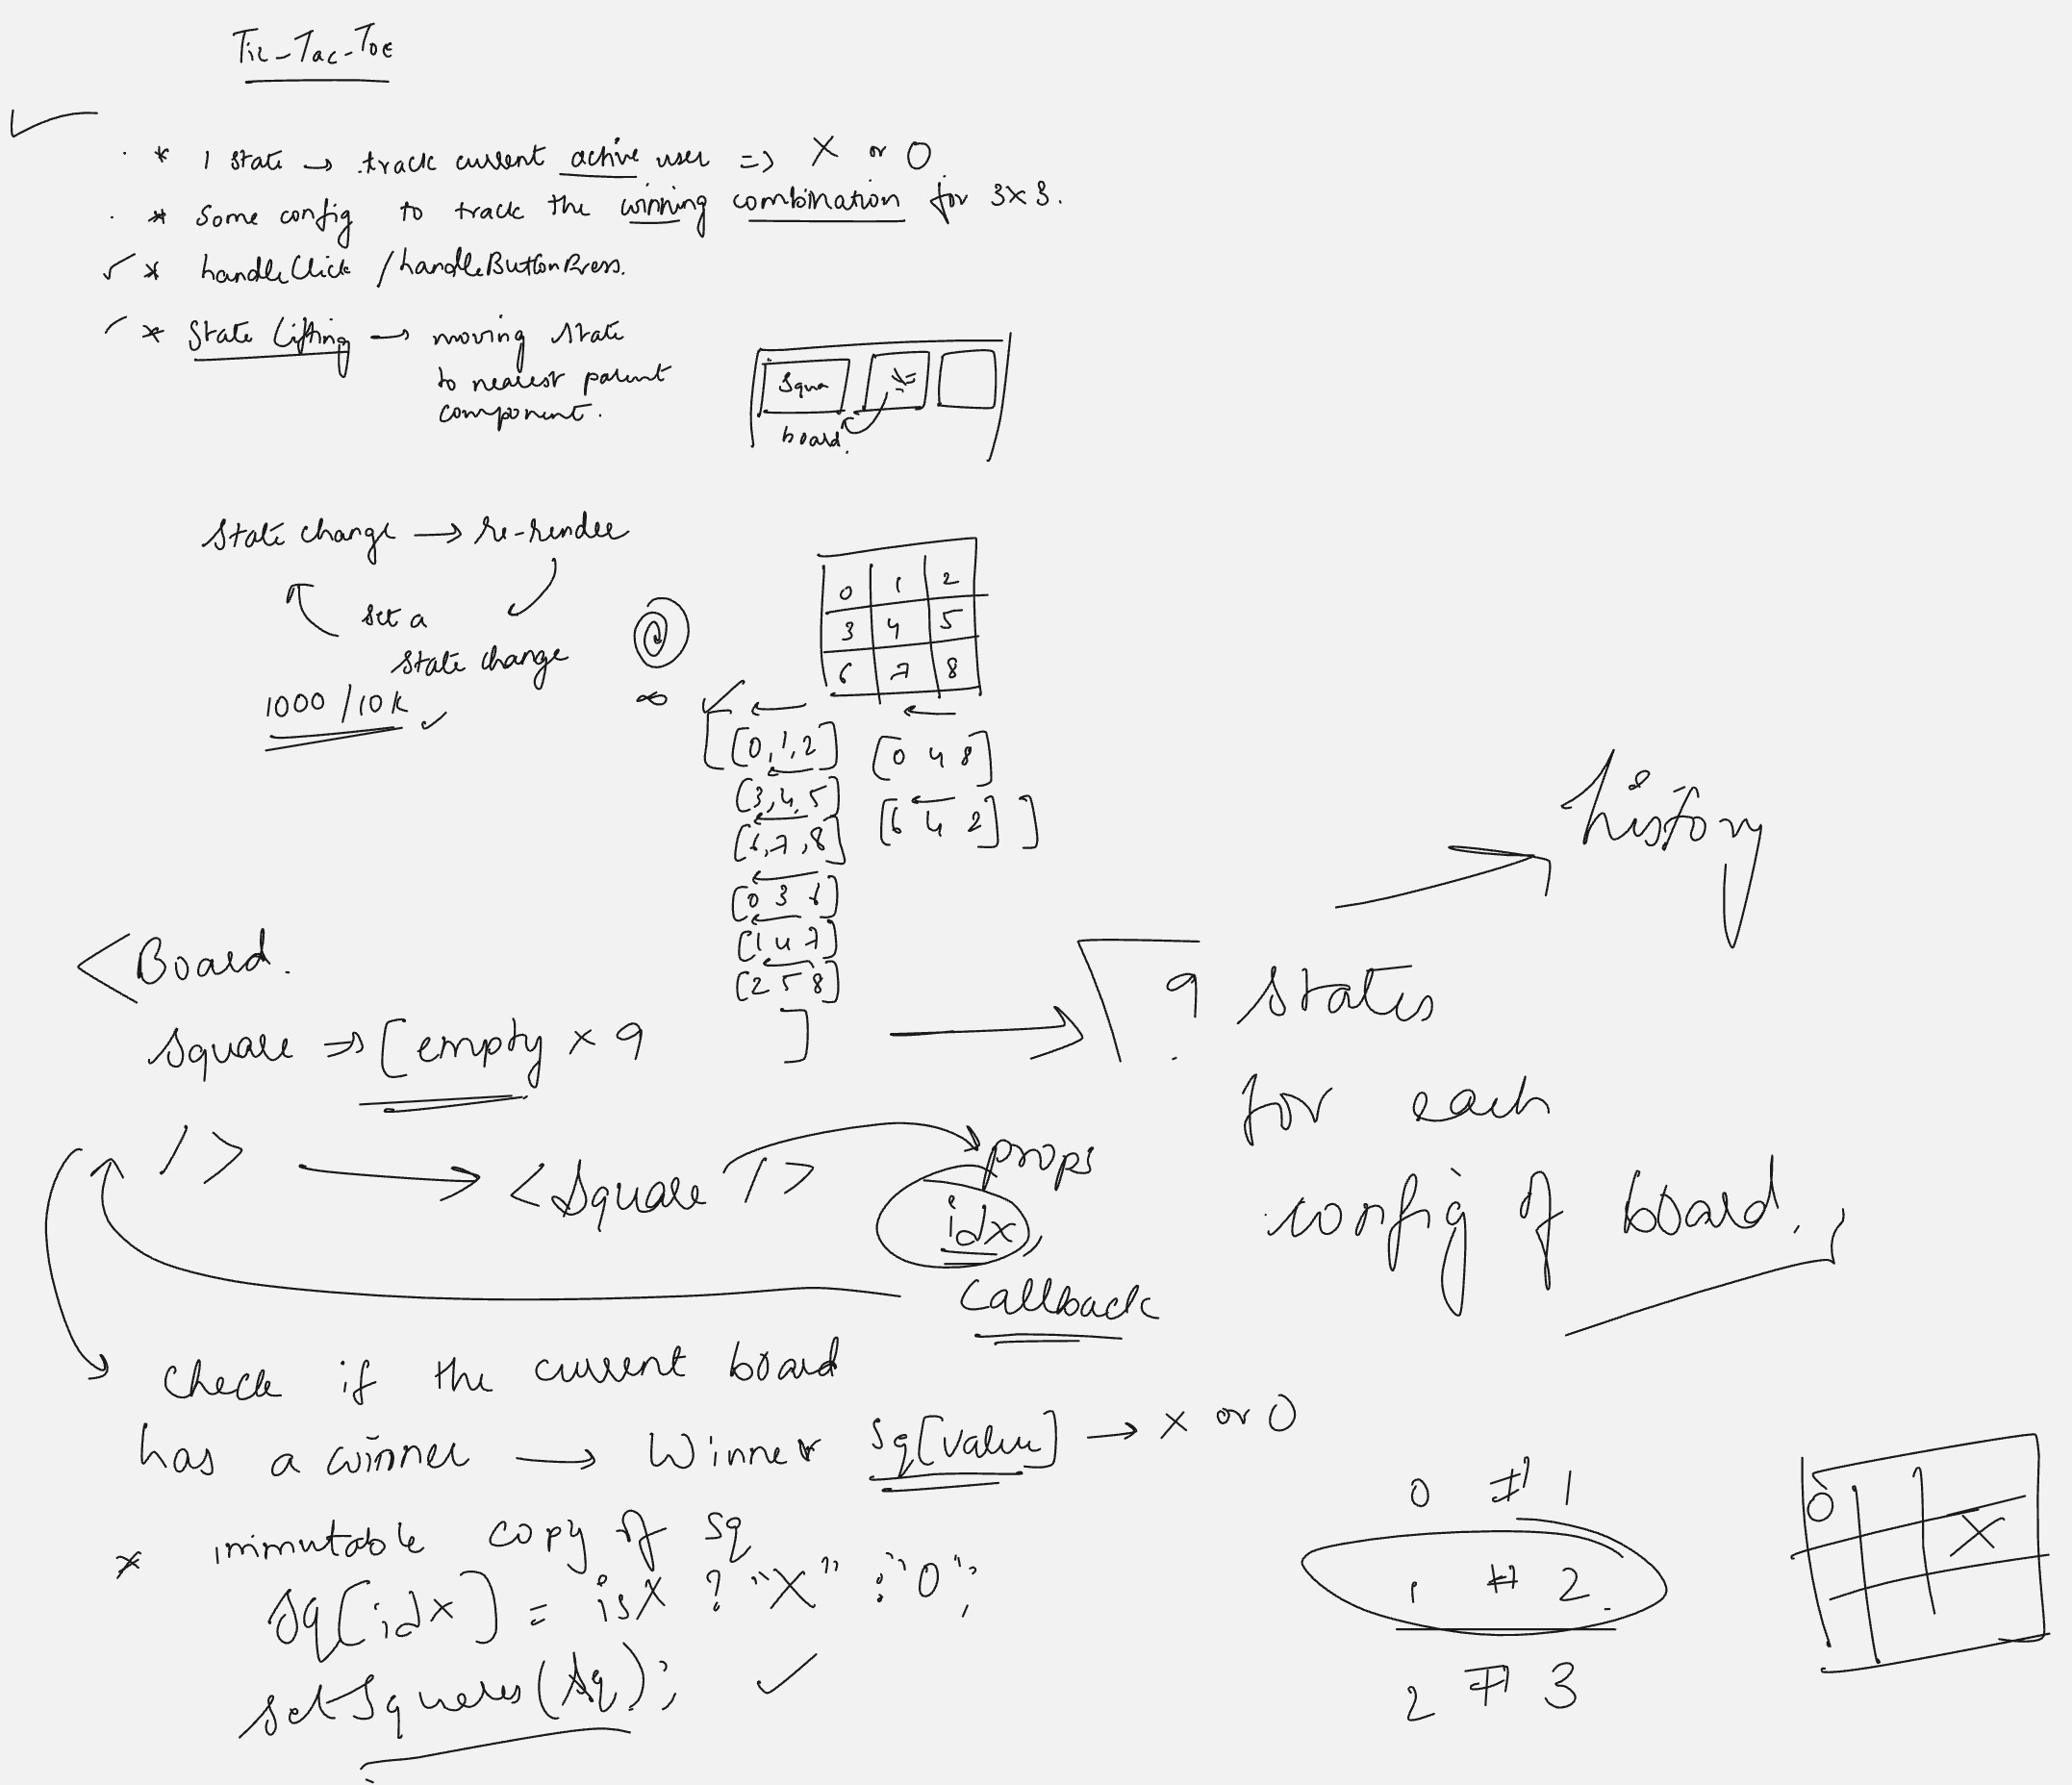 Tic-Tac-Toe
* 1 state → track current active user => X or O
* Some config to track the winning combination for 3x3.
* handleClick / handleButtonPress.
* State Lifting → moving state
to nearest parent
component.
Squa
board.
State change → re-render
set a
state change
1000 / 10k
∞
0 1 2
3 4 5
6 7 8
[[0,1,2] [0 4 8]
[3,4,5]
[6,7,8] [6 4 2] ]
[0 3 6]
[1 4 7]
[2 5 8]
history
<Board.
square => [empty x 9 ] → 9 states
for each
config of board.
/> → <Square /> props
idx,
callback
check if the current board
has a winner → Winner sq[value] → X or O
* immutable copy of sq
sq[idx] = isX ? "X" : "O";
setSquares(sq);
0 # 1
1 # 2.
2 # 3
O
X